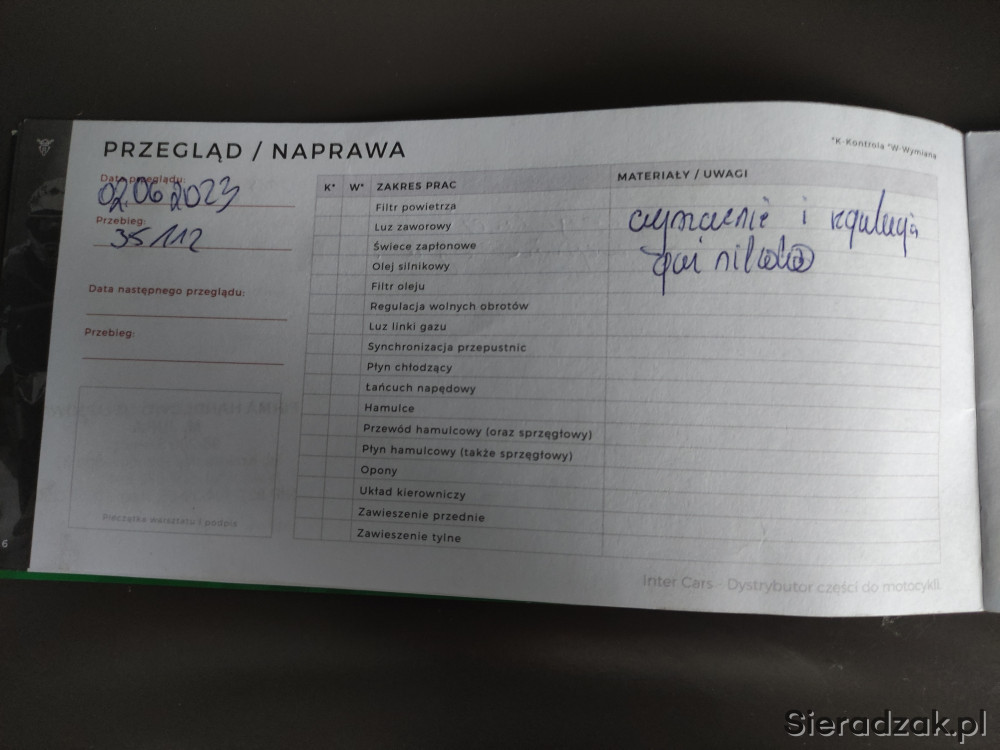 PRZEGLĄD / NAPRAWA
*K-Kontrola *W-Wymiana
Data przeglądu:
02.06.2023
Przebieg:
35112
Data następnego przeglądu:
Przebieg:
Pieczątka warsztatu i podpis
K* W* ZAKRES PRAC MATERIAŁY / UWAGI
Filtr powietrza
Luz zaworowy
Świece zapłonowe
Olej silnikowy
Filtr oleju
Regulacja wolnych obrotów
Luz linki gazu
Synchronizacja przepustnic
Płyn chłodzący
Łańcuch napędowy
Hamulce
Przewód hamulcowy (oraz sprzęgłowy)
Płyn hamulcowy (także sprzęgłowy)
Opony
Układ kierowniczy
Zawieszenie przednie
Zawieszenie tylne
czyszczenie i regulacja
gaźnika
Inter Cars - Dystrybutor części do motocykli
6
Sieradzak.pl